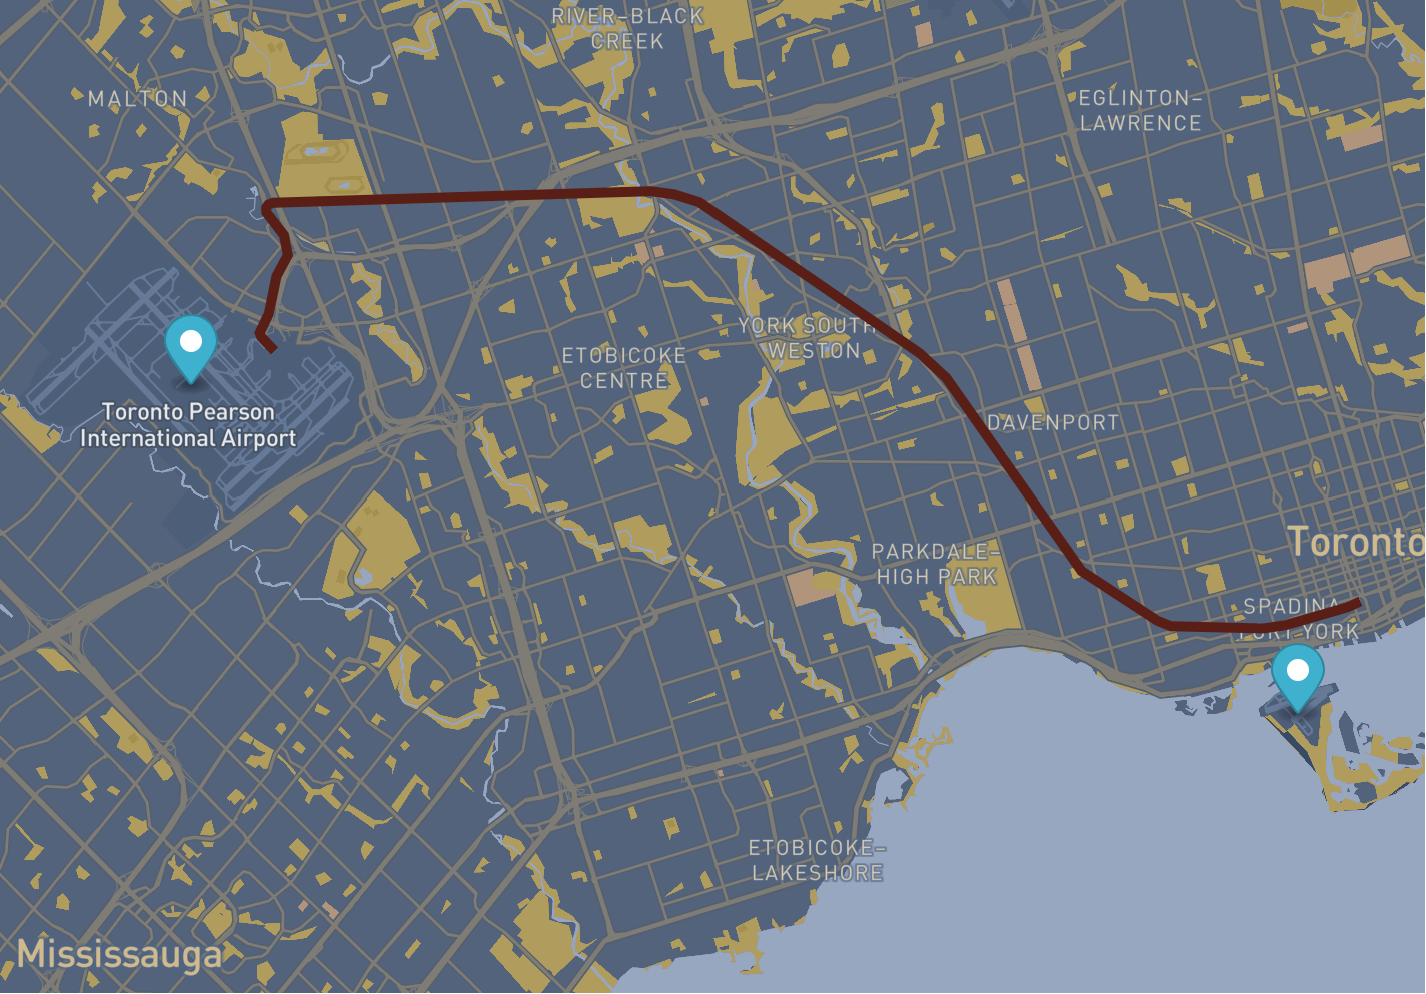 RIVER–BLACK
CREEK
MALTON
EGLINTON–
LAWRENCE
YORK SOUTH
WESTON
ETOBICOKE
CENTRE
Toronto Pearson
International Airport
DAVENPORT
Toronto
PARKDALE–
HIGH PARK
SPADINA
FORT YORK
ETOBICOKE–
LAKESHORE
Mississauga